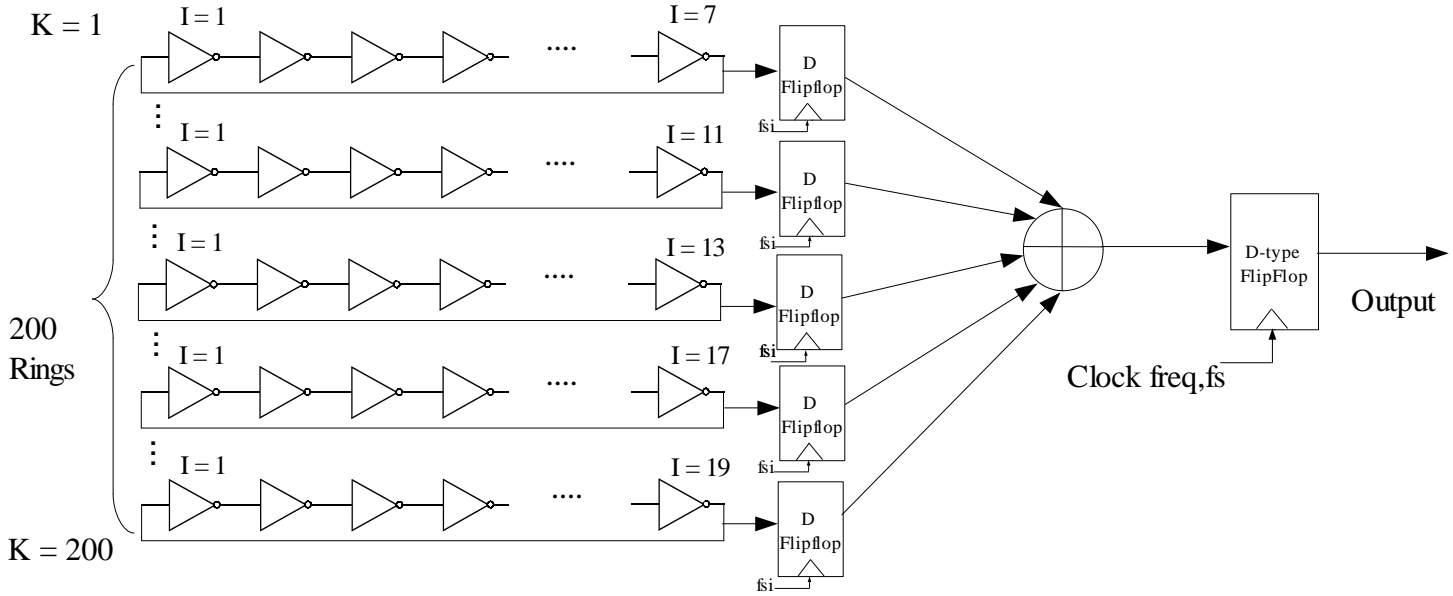 K = 1
I = 1
I = 7
....
D
Flipflop
fsi
I = 1
I = 11
....
D
Flipflop
fsi
I = 1
I = 13
....
D
Flipflop
fsi
200
Rings
I = 1
I = 17
....
D
Flipflop
fsi
K = 200
I = 1
I = 19
....
D
Flipflop
fsi
D-type
FlipFlop
Clock freq,fs
Output